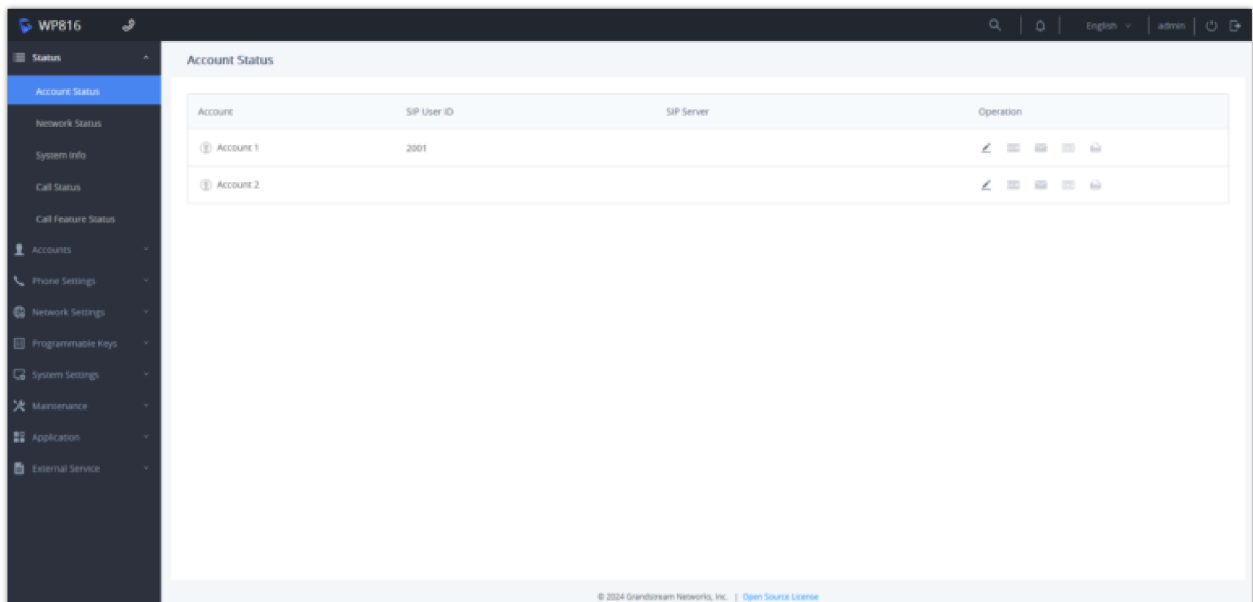 WP816
English
admin
Status
Account Status
Network Status
System Info
Call Status
Call Feature Status
Accounts
Phone Settings
Network Settings
Programmable Keys
System Settings
Maintenance
Application
External Service
Account Status
Account SIP User ID SIP Server Operation
Account 1 2001
Account 2
© 2024 Grandstream Networks, Inc. | Open Source License